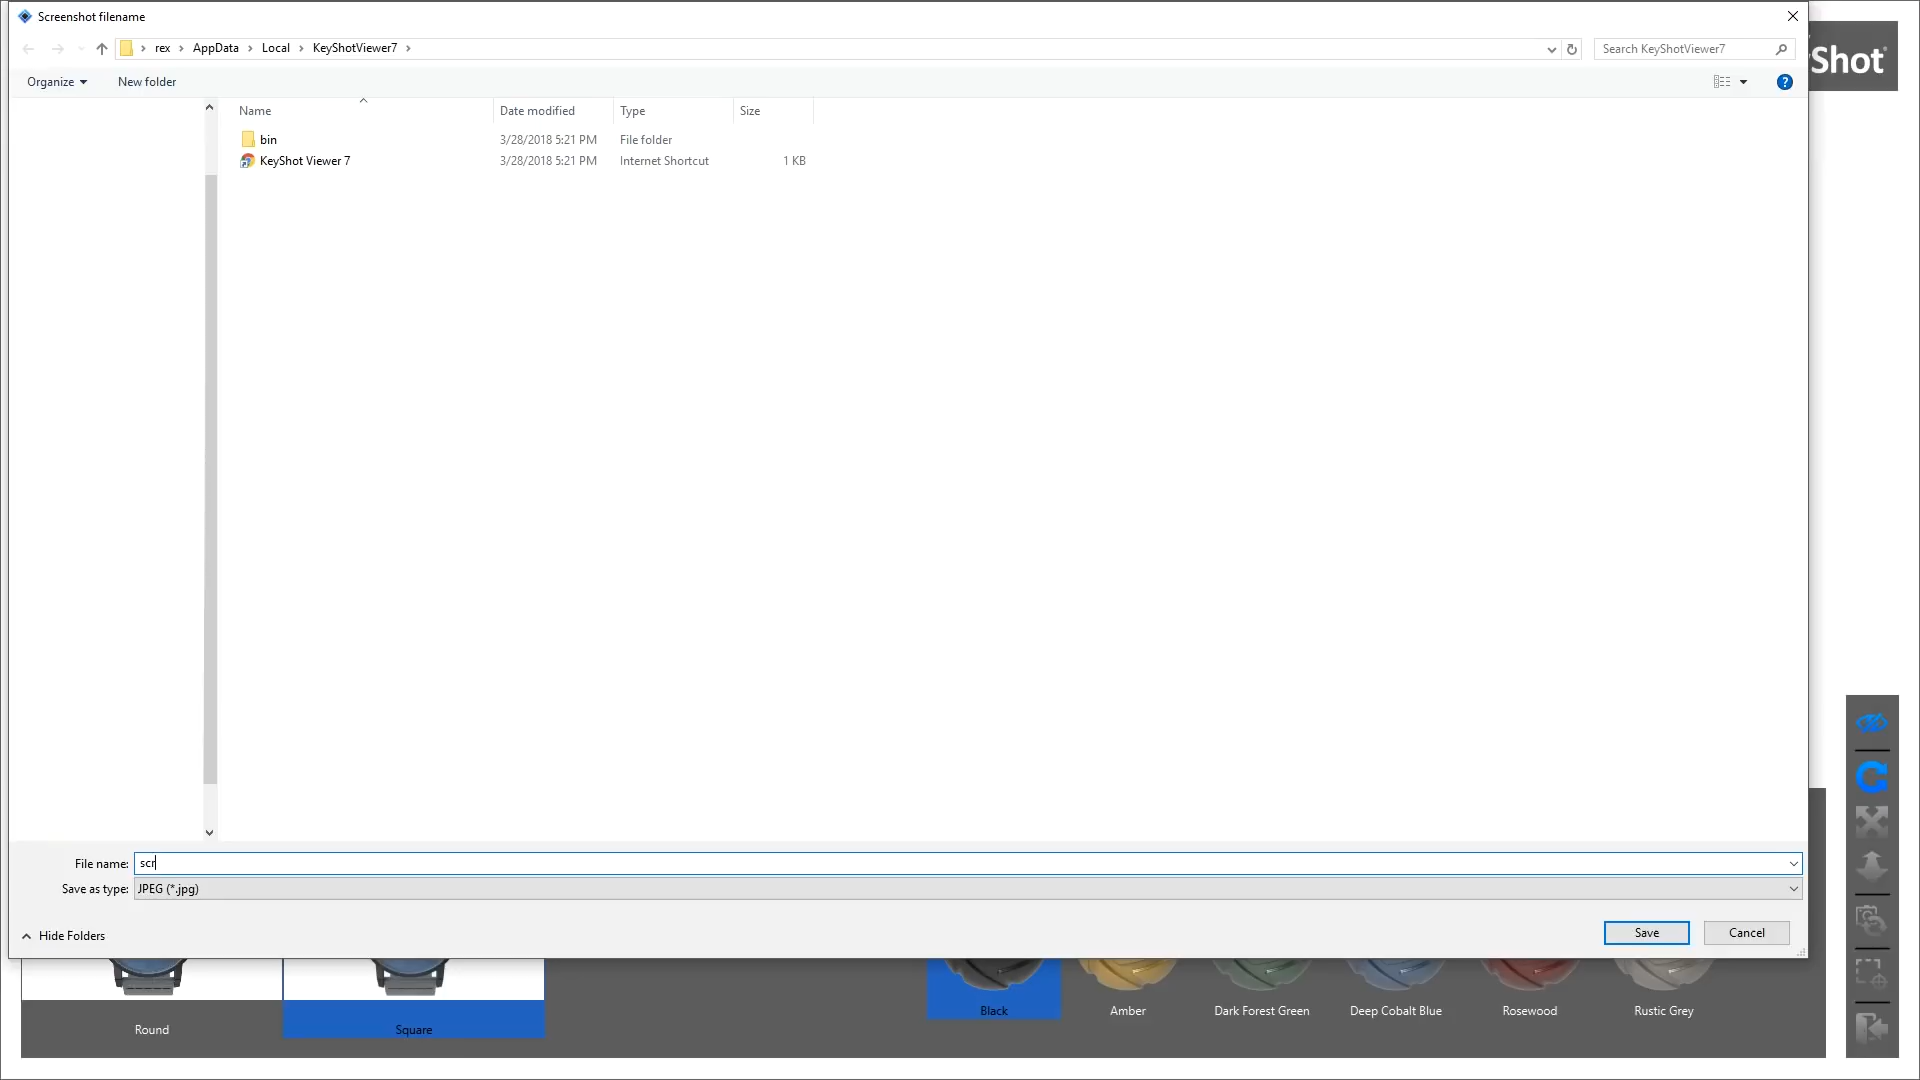 Screenshot filename
rex > AppData > Local > KeyShotViewer7 >
Search KeyShotViewer7
Shot
Organize
New folder
Name
Date modified
Type
Size
bin
3/28/2018 5:21 PM
File folder
KeyShot Viewer 7
3/28/2018 5:21 PM
Internet Shortcut
1 KB
File name: scr
Save as type: JPEG (*.jpg)
Hide Folders
Save
Cancel
Round
Square
Black
Amber
Dark Forest Green
Deep Cobalt Blue
Rosewood
Rustic Grey